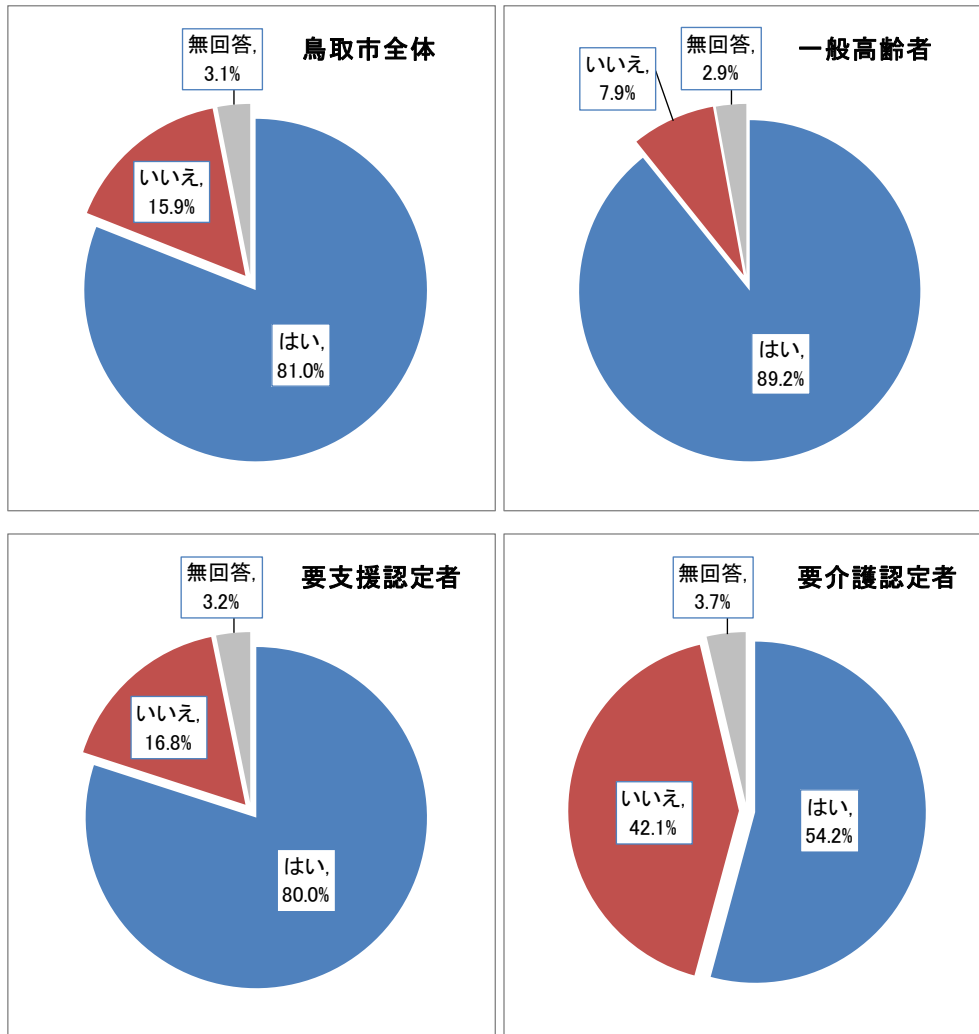 鳥取市全体
無回答,
3.1%
いいえ,
15.9%
はい,
81.0%
一般高齢者
無回答,
2.9%
いいえ,
7.9%
はい,
89.2%
要支援認定者
無回答,
3.2%
いいえ,
16.8%
はい,
80.0%
要介護認定者
無回答,
3.7%
いいえ,
42.1%
はい,
54.2%